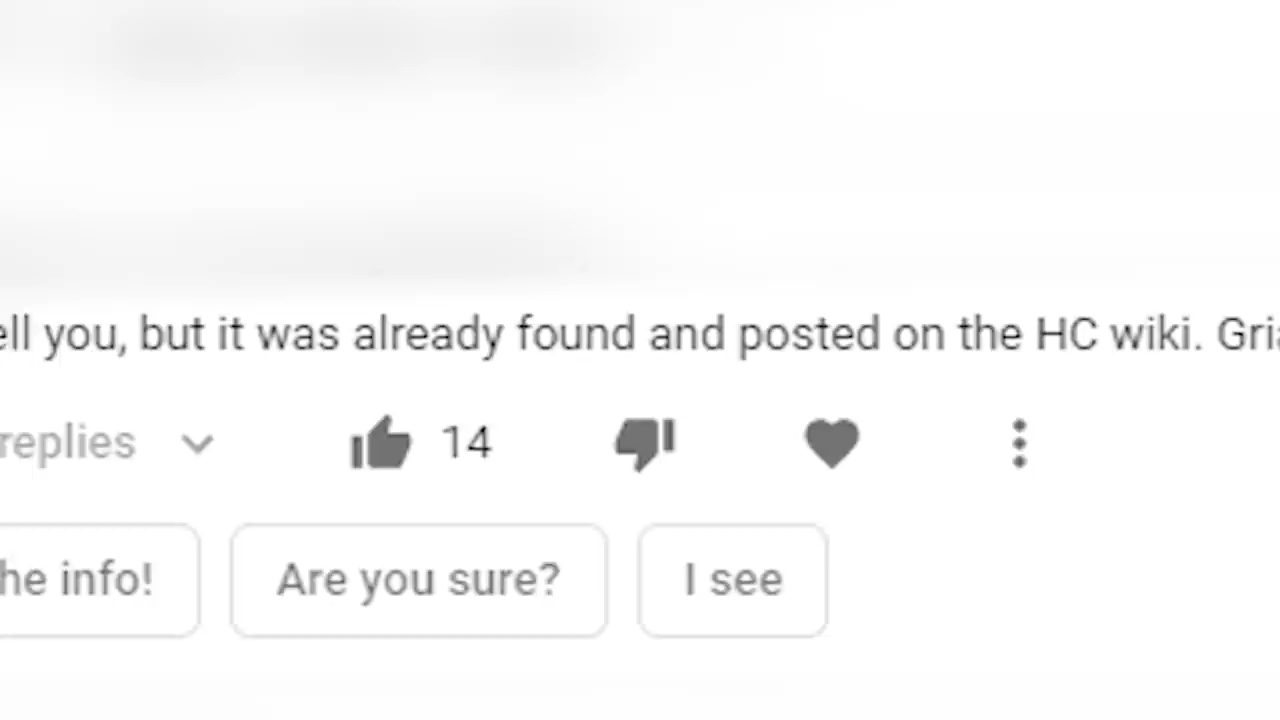 ell you, but it was already found and posted on the HC wiki. Gria
replies 14
he info! Are you sure? I see